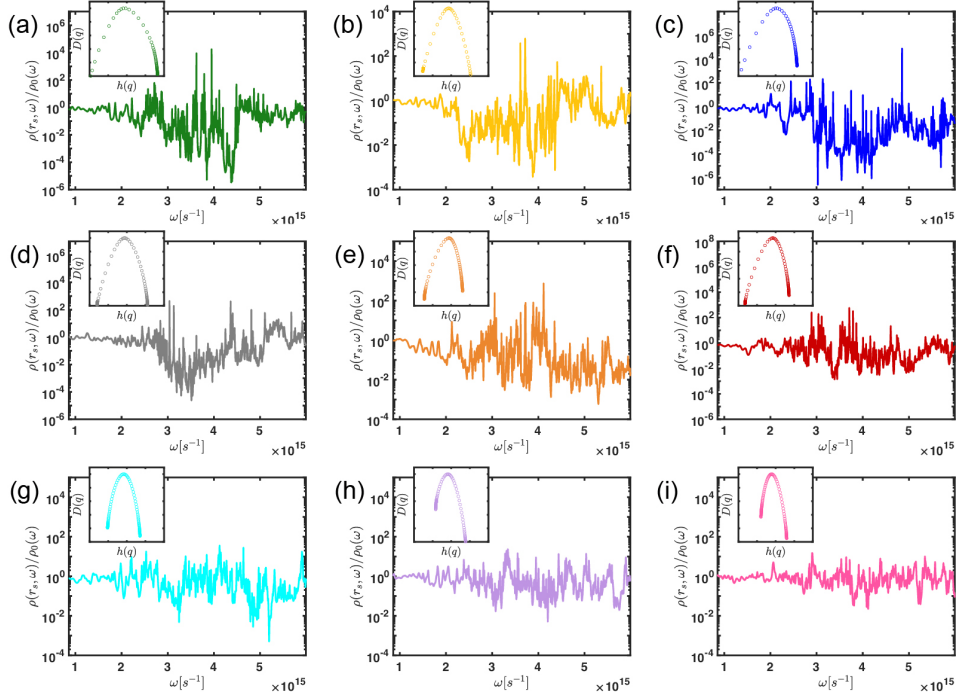 (a)
D(q)
h(q)
10^6
10^4
10^2
10^0
10^-2
10^-4
10^-6
ρ(r_s, ω)/ρ_0(ω)
1 2 3 4 5
ω[s^-1]
×10^15
(b)
D(q)
h(q)
10^4
10^2
10^0
10^-2
10^-4
ρ(r_s, ω)/ρ_0(ω)
1 2 3 4 5
ω[s^-1]
×10^15
(c)
D(q)
h(q)
10^6
10^4
10^2
10^0
10^-2
10^-4
10^-6
10^-8
ρ(r_s, ω)/ρ_0(ω)
1 2 3 4 5
ω[s^-1]
×10^15
(d)
D(q)
h(q)
10^6
10^4
10^2
10^0
10^-2
10^-4
10^-6
ρ(r_s, ω)/ρ_0(ω)
1 2 3 4 5
ω[s^-1]
×10^15
(e)
D(q)
h(q)
10^4
10^2
10^0
10^-2
10^-4
ρ(r_s, ω)/ρ_0(ω)
1 2 3 4 5
ω[s^-1]
×10^15
(f)
D(q)
h(q)
10^8
10^6
10^4
10^2
10^0
10^-2
10^-4
10^-6
ρ(r_s, ω)/ρ_0(ω)
1 2 3 4 5
ω[s^-1]
×10^15
(g)
D(q)
h(q)
10^4
10^2
10^0
10^-2
10^-4
ρ(r_s, ω)/ρ_0(ω)
1 2 3 4 5
ω[s^-1]
×10^15
(h)
D(q)
h(q)
10^4
10^2
10^0
10^-2
10^-4
ρ(r_s, ω)/ρ_0(ω)
1 2 3 4 5
ω[s^-1]
×10^15
(i)
D(q)
h(q)
10^4
10^2
10^0
10^-2
10^-4
ρ(r_s, ω)/ρ_0(ω)
1 2 3 4 5
ω[s^-1]
×10^15